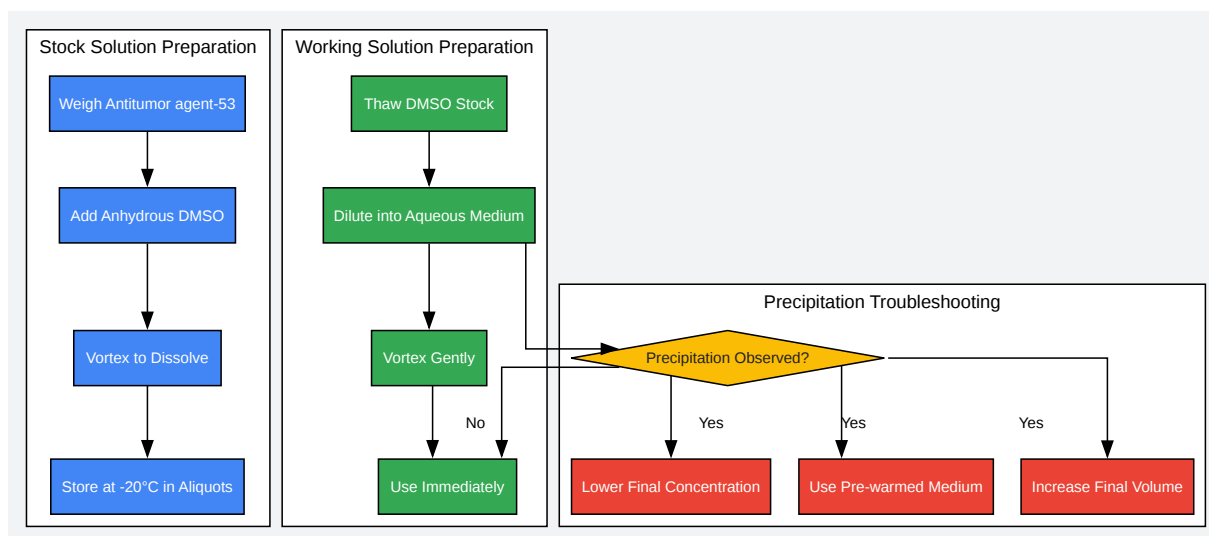 Stock Solution Preparation
Weigh Antitumor agent-53
Add Anhydrous DMSO
Vortex to Dissolve
Store at -20°C in Aliquots
Working Solution Preparation
Thaw DMSO Stock
Dilute into Aqueous Medium
Vortex Gently
No
Use Immediately
Precipitation Troubleshooting
Precipitation Observed?
Yes
Yes
Yes
Lower Final Concentration
Use Pre-warmed Medium
Increase Final Volume